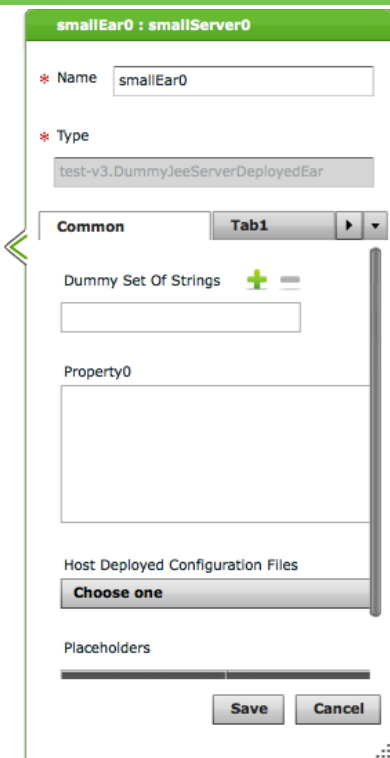 smallEar0 : smallServer0
* Name smallEar0
* Type
test-v3.DummyJeeServerDeployedEar
Common Tab1
Dummy Set Of Strings
Property0
Host Deployed Configuration Files
Choose one
Placeholders
Save Cancel